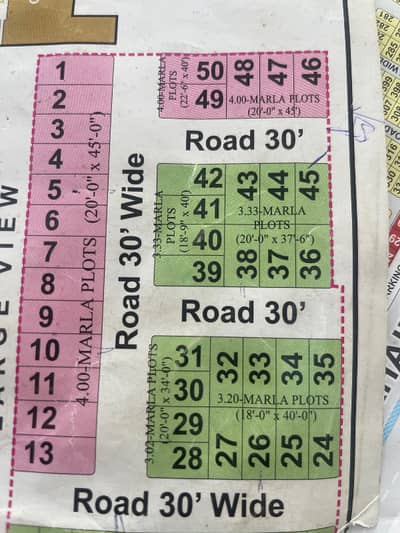 1
2
3
4
5
6
7
8
9
10
11
12
13
4.00-MARLA PLOTS (20'-0" x 45'-0")
Road 30' Wide
4.00-MARLA
PLOTS
(22'-6" x 40')
50 48 47 46
49
4.00-MARLA PLOTS
(20'-0" x 45')
Road 30'
3.33-MARLA
PLOTS
(18'-9" x 40')
42 43 44 45
41
3.33-MARLA
(20'-0" x 37'-6")
40
39 38 37 36
Road 30'
3.02-MARLA PLOTS
(20'-0" x 34'-0")
31 32 33 34 35
30
3.20-MARLA PLOTS
(18'-0" x 40'-0")
29
28 27 26 25 24
Road 30' Wide